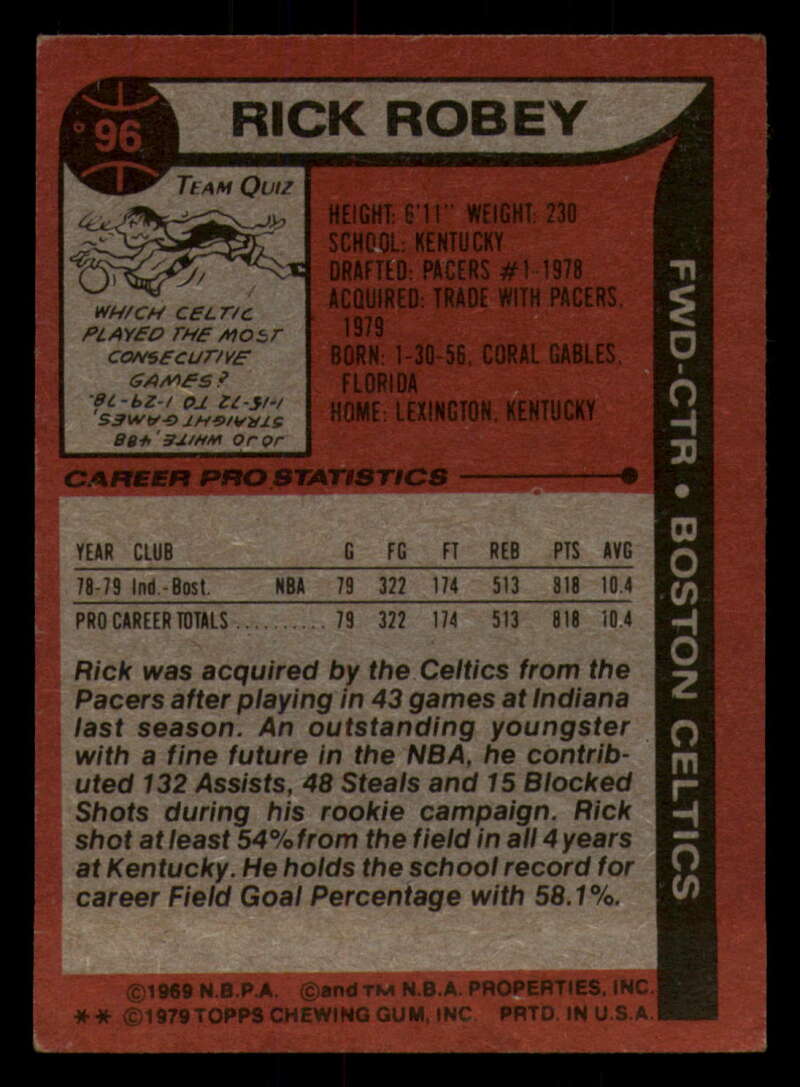 96
RICK ROBEY
TEAM QUIZ
WHICH CELTIC
PLAYED THE MOST
CONSECUTIVE
GAMES?
JO JO WHITE, 488
STRAIGHT GAMES,
1-15-72 TO 1-29-78.
HEIGHT: 6'11" WEIGHT: 230
SCHOOL: KENTUCKY
DRAFTED: PACERS #1-1978
ACQUIRED: TRADE WITH PACERS,
1979
BORN: 1-30-56, CORAL GABLES,
FLORIDA
HOME: LEXINGTON, KENTUCKY
FWD-CTR • BOSTON CELTICS
CAREER PRO STATISTICS
YEAR CLUB G FG FT REB PTS AVG
78-79 Ind.-Bost. NBA 79 322 174 513 818 10.4
PRO CAREER TOTALS.......... 79 322 174 513 818 10.4
Rick was acquired by the Celtics from the
Pacers after playing in 43 games at Indiana
last season. An outstanding youngster
with a fine future in the NBA, he contrib-
uted 132 Assists, 48 Steals and 15 Blocked
Shots during his rookie campaign. Rick
shot at least 54% from the field in all 4 years
at Kentucky. He holds the school record for
career Field Goal Percentage with 58.1%.
©1969 N.B.P.A. ©and TM N.B.A. PROPERTIES, INC.
** ©1979 TOPPS CHEWING GUM, INC. PRTD. IN U.S.A.